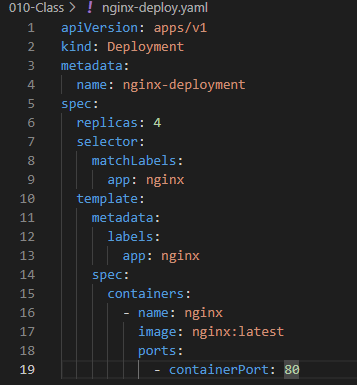 010-Class > ! nginx-deploy.yaml
1 apiVersion: apps/v1
2 kind: Deployment
3 metadata:
4   name: nginx-deployment
5 spec:
6   replicas: 4
7   selector:
8     matchLabels:
9       app: nginx
10   template:
11     metadata:
12       labels:
13         app: nginx
14     spec:
15       containers:
16         - name: nginx
17           image: nginx:latest
18           ports:
19             - containerPort: 80